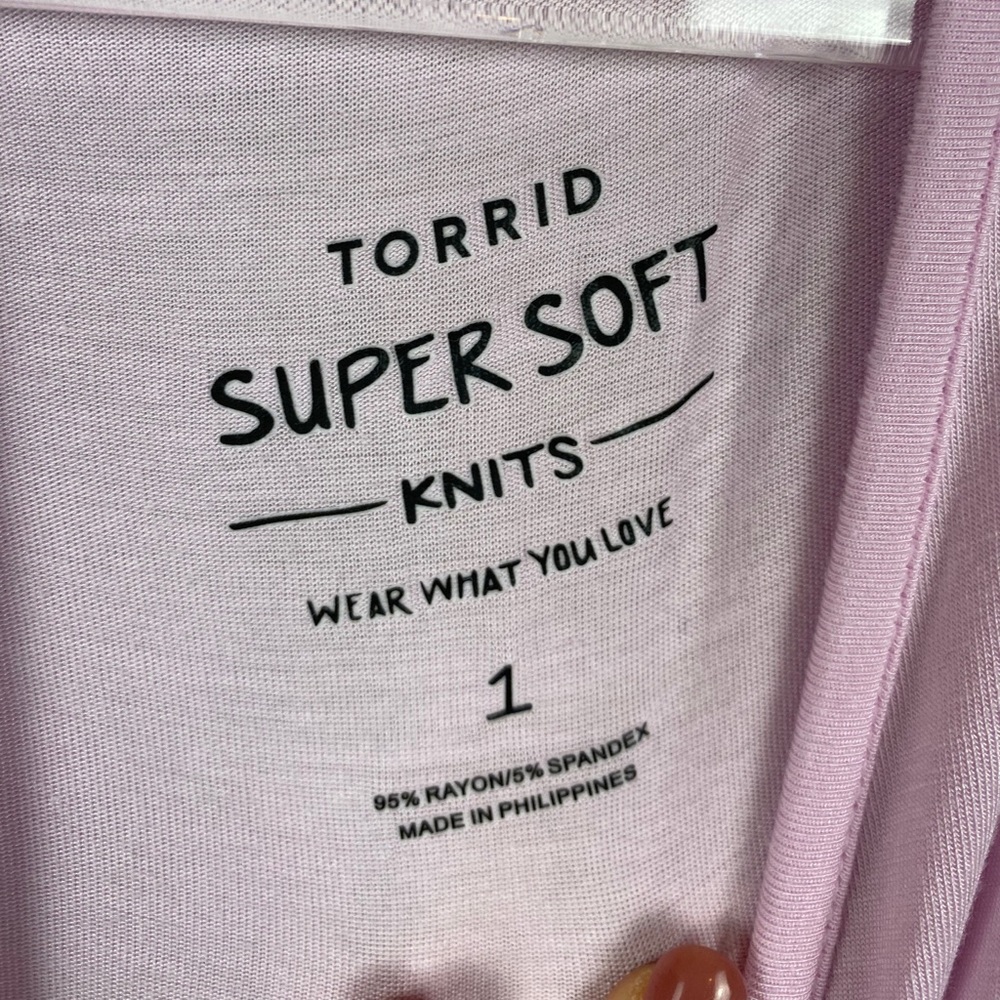 TORRID
SUPER SOFT
KNITS
WEAR WHAT YOU LOVE
1
95% RAYON/5% SPANDEX
MADE IN PHILIPPINES